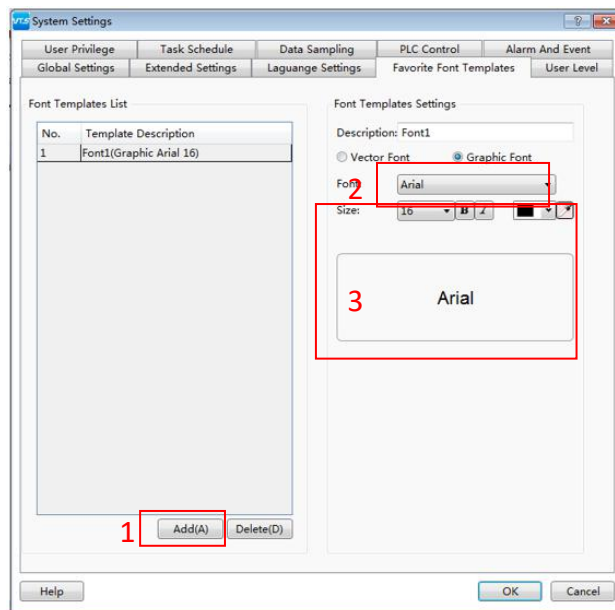 VTS System Settings
User Privilege Task Schedule Data Sampling PLC Control Alarm And Event
Global Settings Extended Settings Laguange Settings Favorite Font Templates User Level
Font Templates List
No. Template Description
1 Font1(Graphic Arial 16)
1 Add(A) Delete(D)
Font Templates Settings
Description: Font1
Vector Font Graphic Font
2 Font: Arial
Size: 16 B I
3 Arial
Help OK Cancel